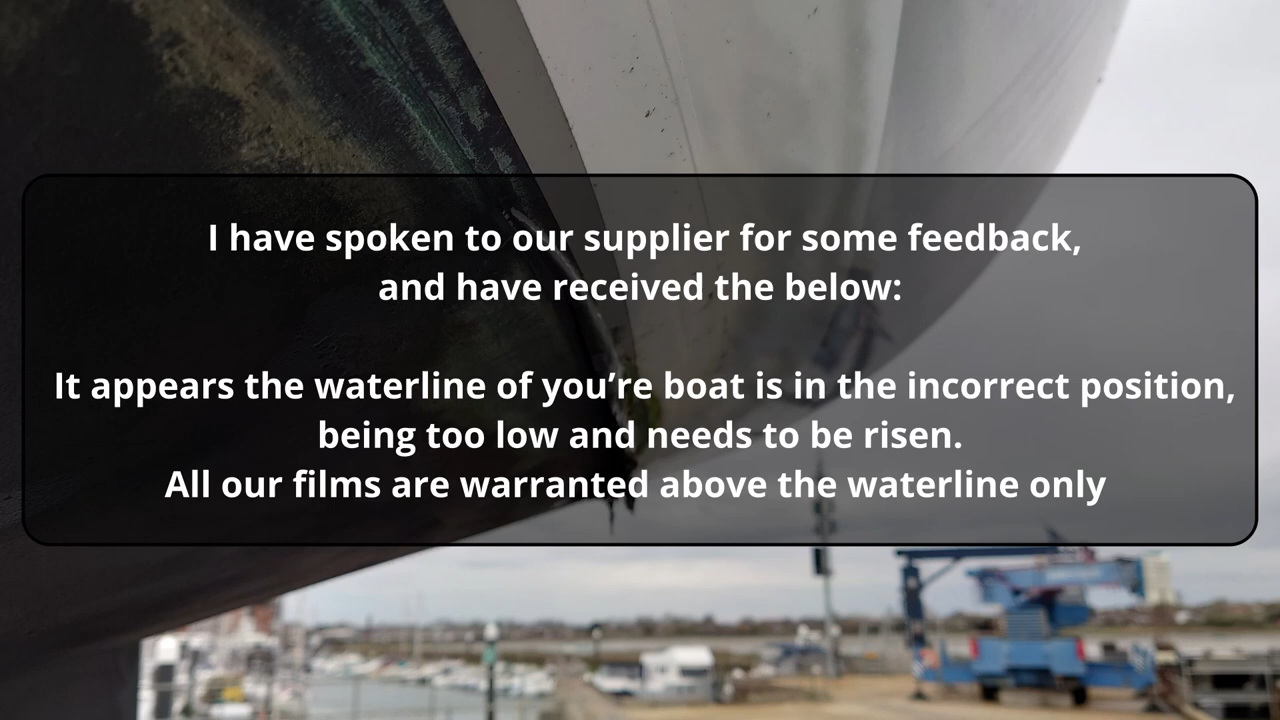 I have spoken to our supplier for some feedback,
and have received the below:
It appears the waterline of you’re boat is in the incorrect position,
being too low and needs to be risen.
All our films are warranted above the waterline only